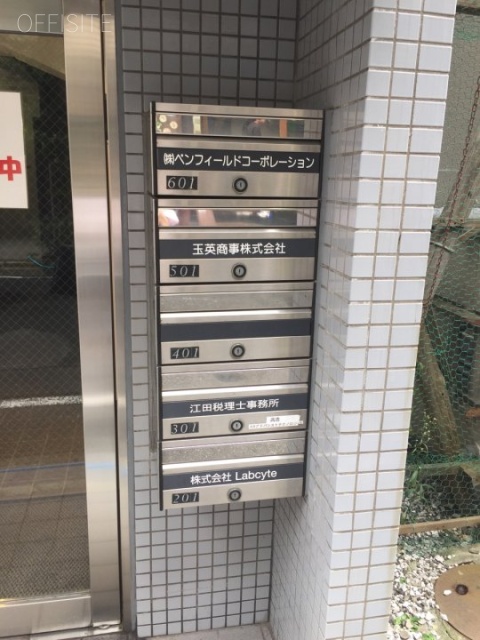 OFFISITE
中
㈱ペンフィールドコーポレーション
601
玉英商事株式会社
501
401
江田税理士事務所
301
株式会社 Labcyte
201